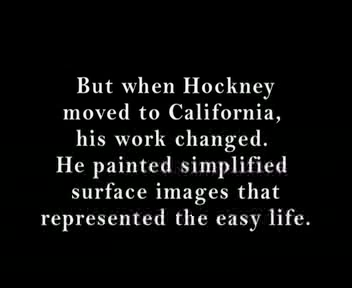 But when Hockney
moved to California,
his work changed.
He painted simplified
surface images that
represented the easy life.